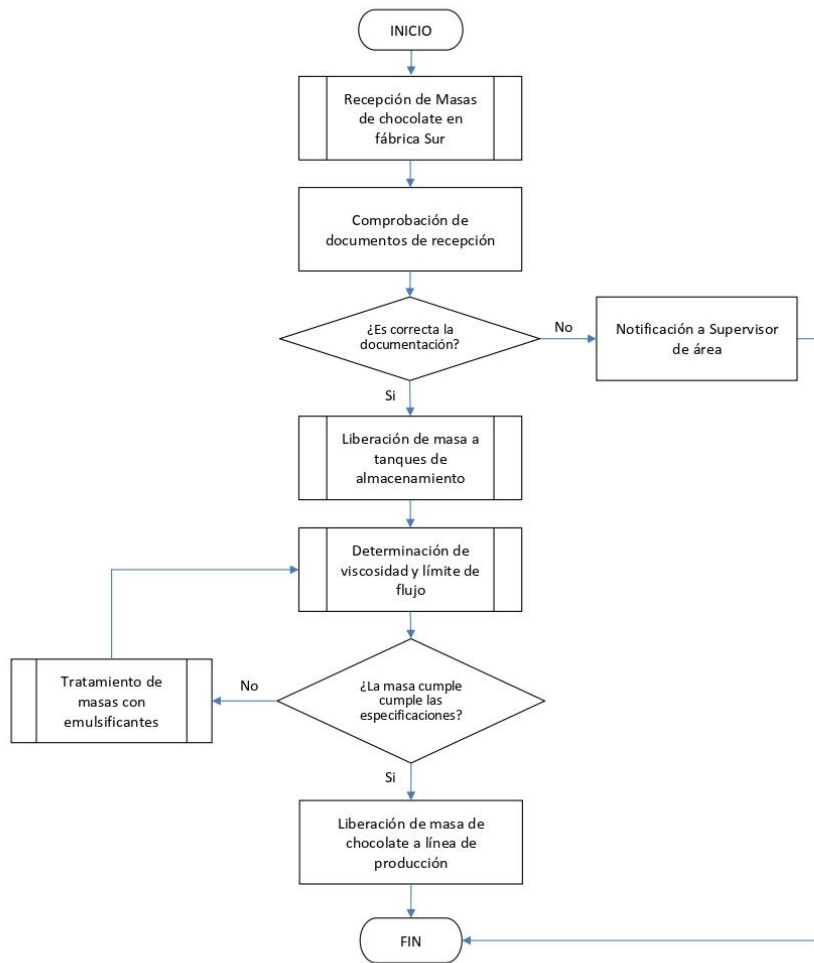 INICIO
Recepción de Masas
de chocolate en
fábrica Sur
Comprobación de
documentos de recepción
¿Es correcta la
documentación?
No
Notificación a Supervisor
de área
Si
Liberación de masa a
tanques de
almacenamiento
Determinación de
viscosidad y límite de
flujo
Tratamiento de
masas con
emulsificantes
No
¿La masa cumple
cumple las
especificaciones?
Si
Liberación de masa de
chocolate a línea de
producción
FIN